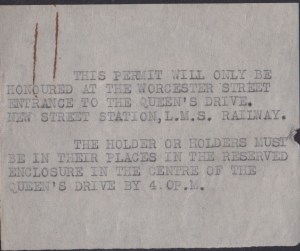 THIS PERMIT WILL ONLY BE
HONOURED AT THE WORCESTER STREET
ENTRANCE TO THE QUEEN'S DRIVE.
NEW STREET STATION,L.M.S. RAILWAY.
THE HOLDER OR HOLDERS MUST
BE IN THEIR PLACES IN THE RESERVED
ENCLOSURE IN THE CENTRE OF THE
QUEEN'S DRIVE BY 4.0P.M.